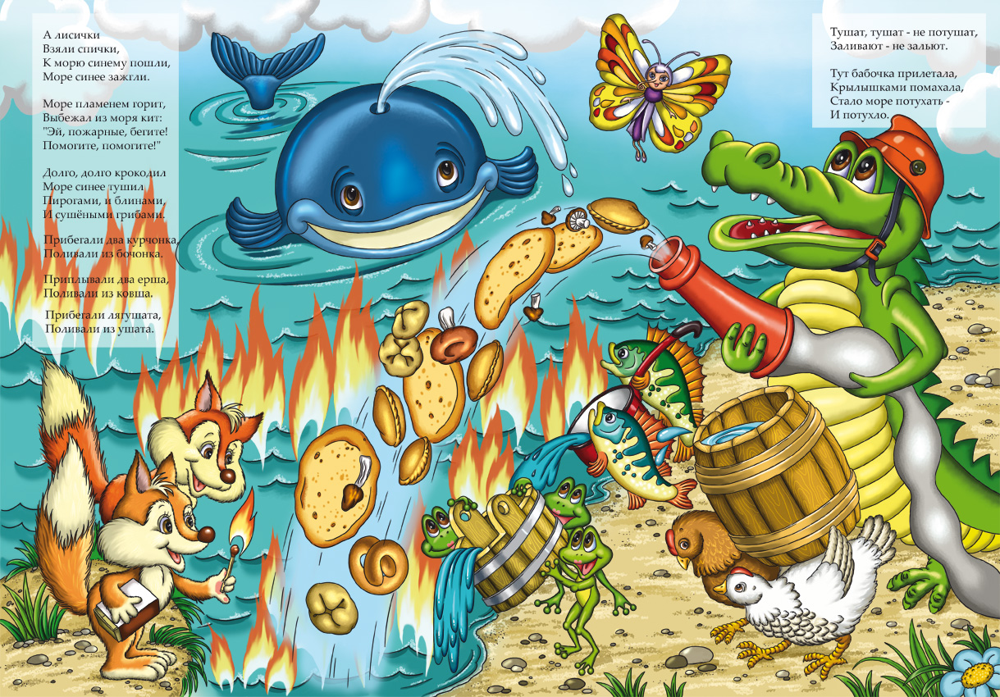 А лисички
Взяли спички,
К морю синему пошли,
Море синее зажгли.
Море пламенем горит,
Выбежал из моря кит:
"Эй, пожарные, бегите!
Помогите, помогите!"
Долго, долго крокодил
Море синее тушил
Пирогами, и блинами,
И сушёными грибами.
Прибегали два курчонка,
Поливали из бочонка.
Приплывали два ерша,
Поливали из ковша.
Прибегали лягушата,
Поливали из ушата.
Тушат, тушат - не потушат,
Заливают - не зальют.
Тут бабочка прилетала,
Крылышками помахала,
Стало море потухать -
И потухло.